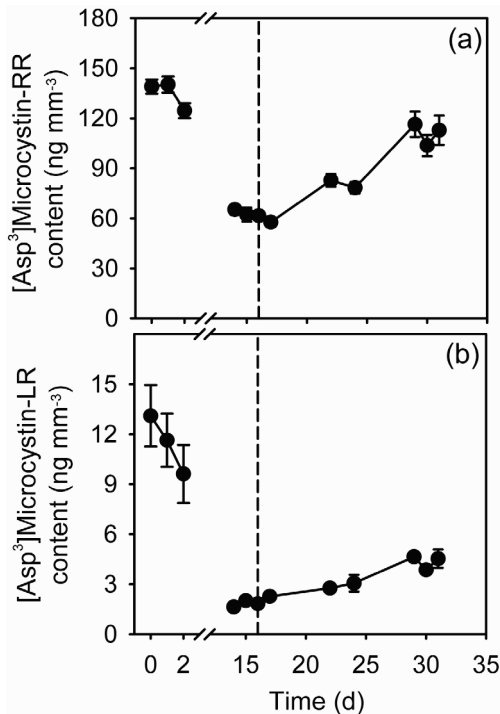 (a)
[Asp³]Microcystin-RR
content (ng mm⁻³)
180
150
120
90
60
30
0
(b)
[Asp³]Microcystin-LR
content (ng mm⁻³)
15
12
9
6
3
0
0 2 15 20 25 30 35
Time (d)